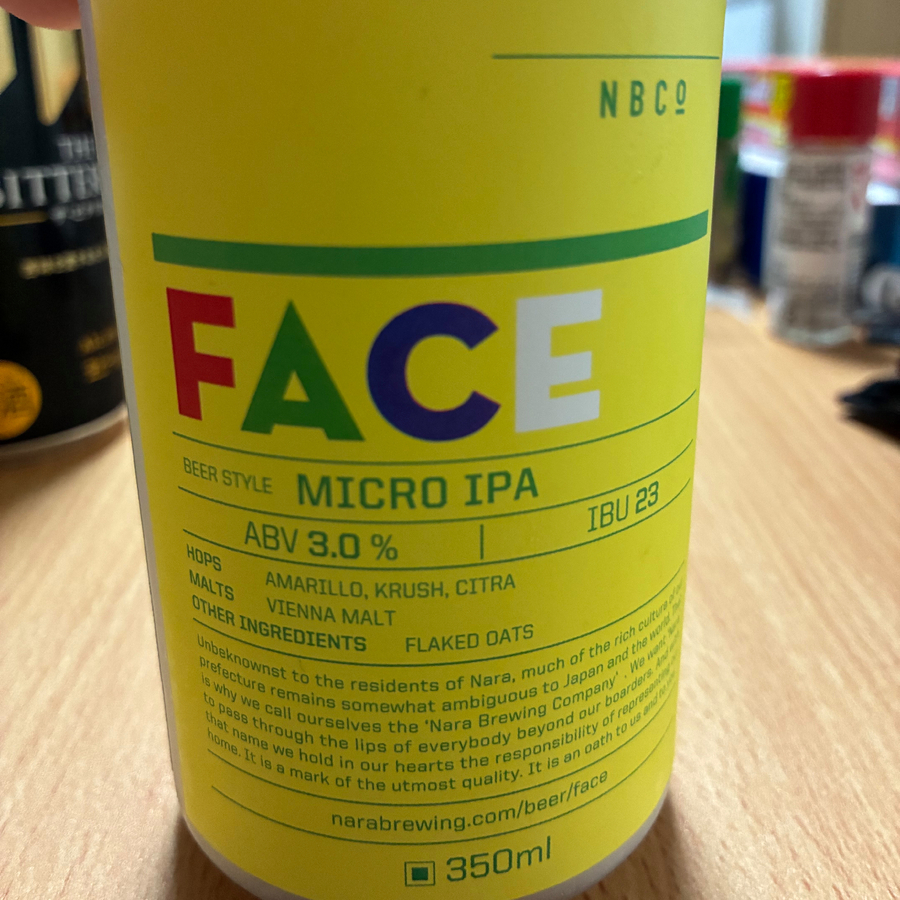 NBCo
FACE
BEER STYLE MICRO IPA
ABV 3.0 % | IBU 23
HOPS AMARILLO, KRUSH, CITRA
MALTS VIENNA MALT
OTHER INGREDIENTS FLAKED OATS
Unbeknownst to the residents of Nara, much of the rich culture of
prefecture remains somewhat ambiguous to Japan and the world.
is why we call ourselves the "Nara Brewing Company". We want
to pass through the lips of everybody beyond our boarders. And
that name we hold in our hearts the responsibility of representing
home. It is a mark of the utmost quality. It is an oath to us and to
narabrewing.com/beer/face
350ml